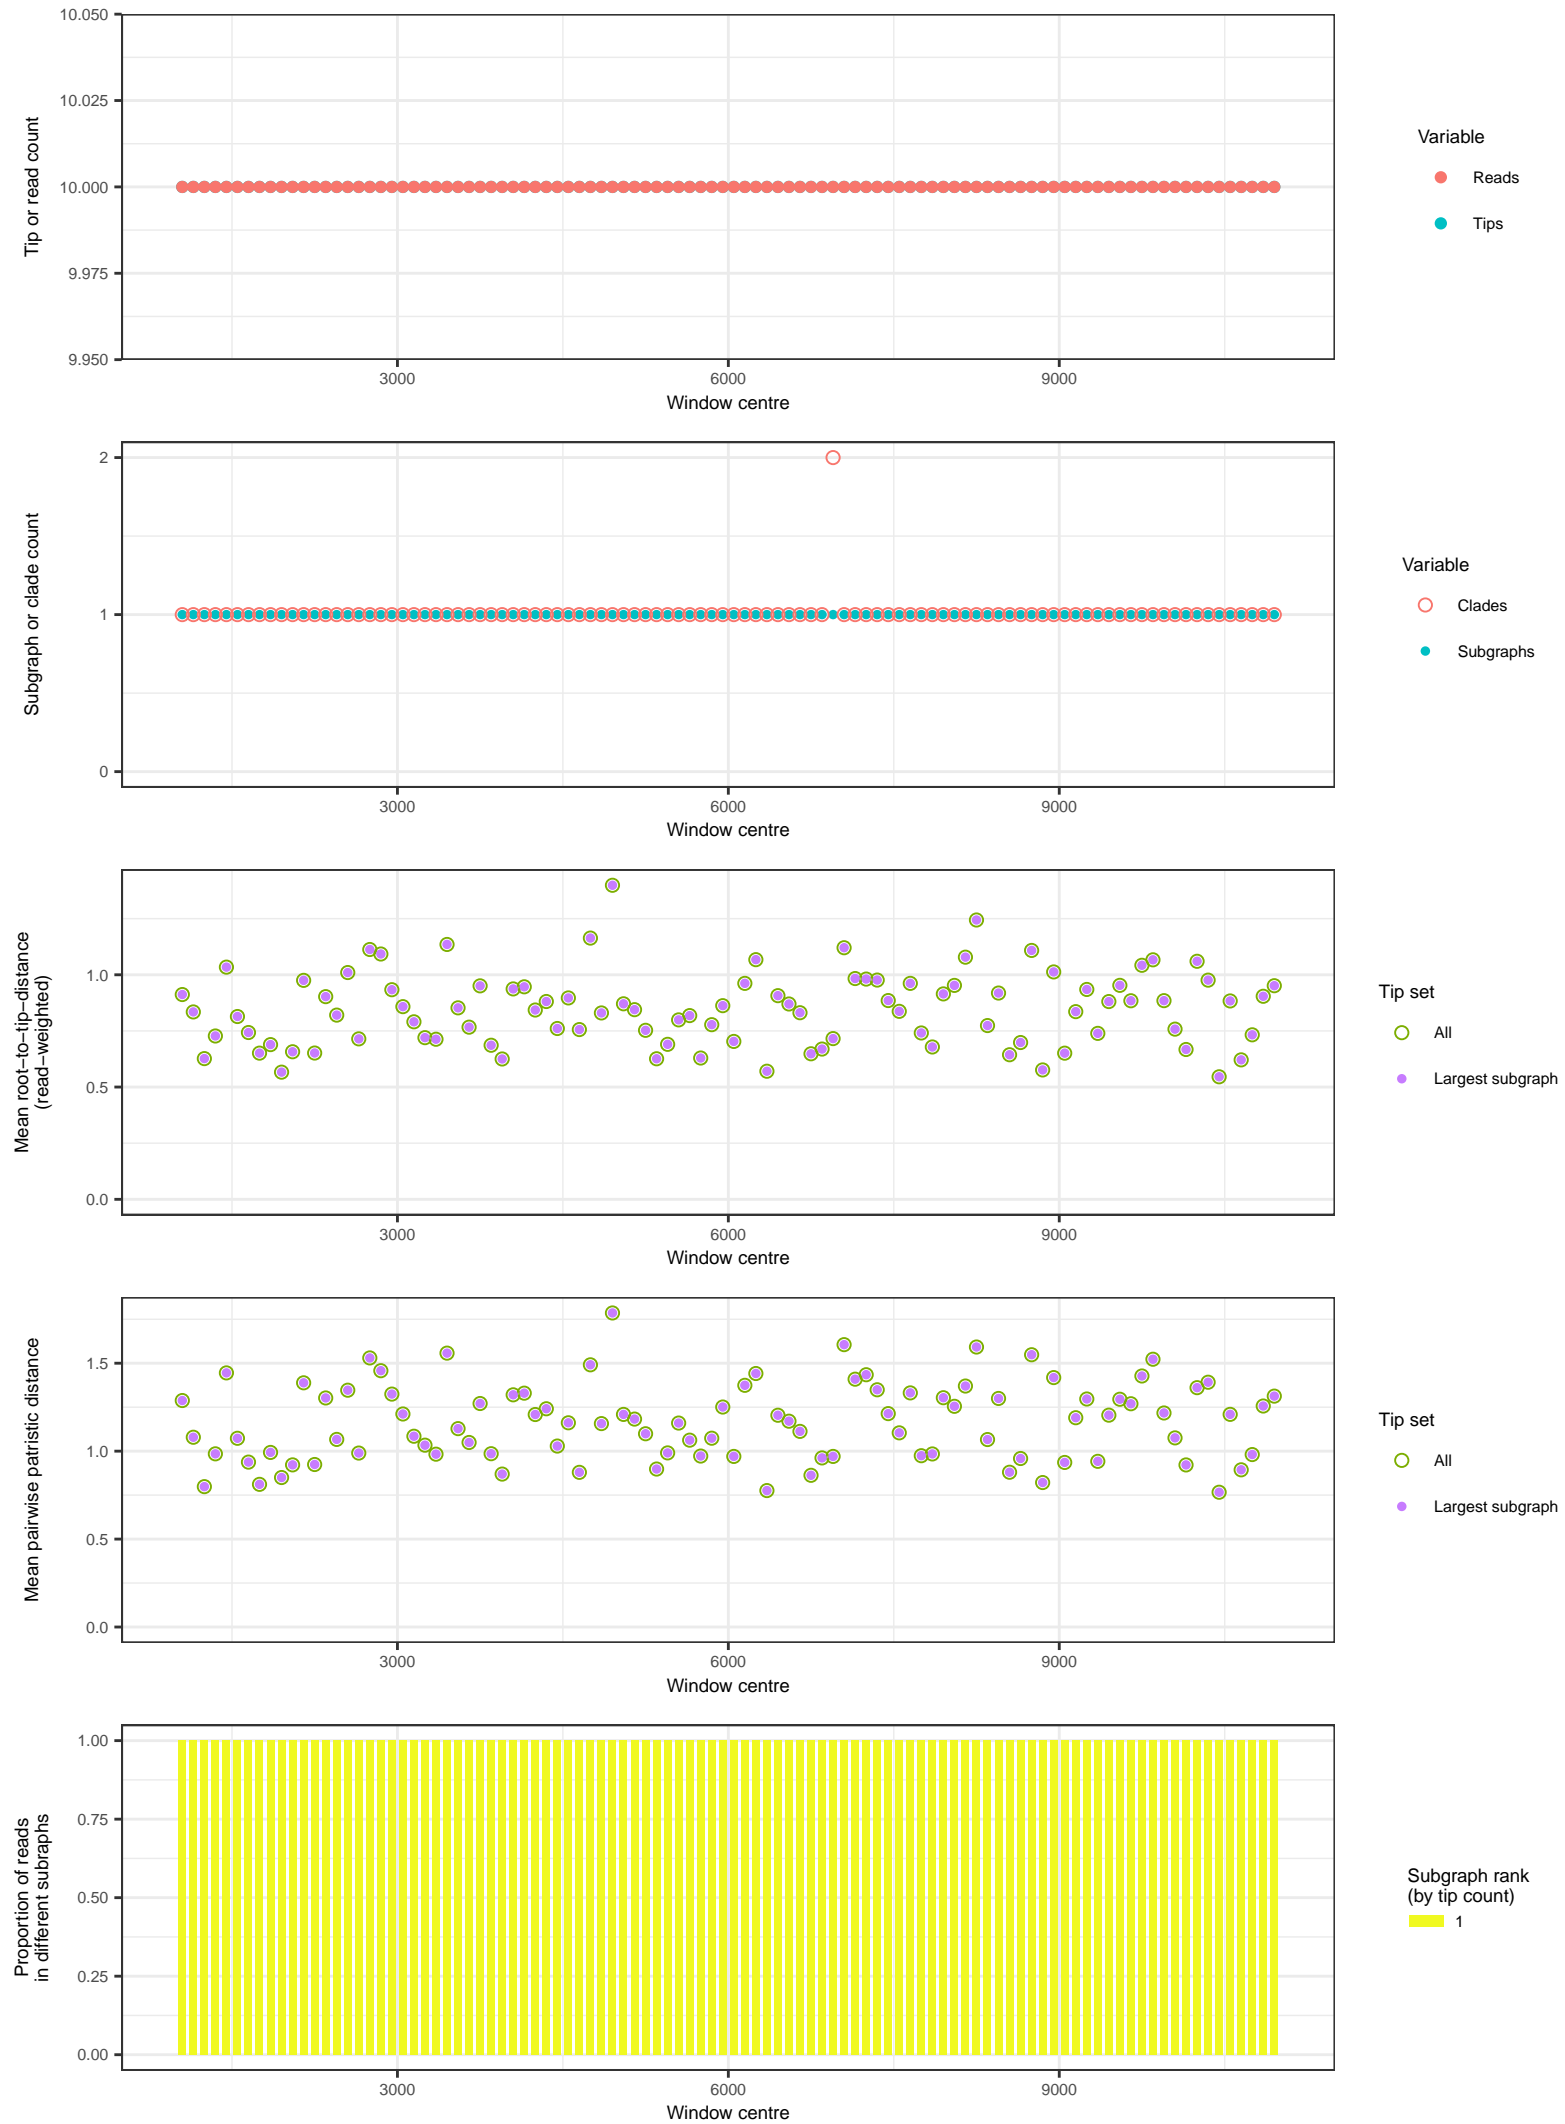 10.050
10.025
10.000
9.975
9.950
Tip or read count
3000
6000
9000
Window centre
Variable
Reads
Tips
2
1
0
Subgraph or clade count
3000
6000
9000
Window centre
Variable
Clades
Subgraphs
1.0
0.5
0.0
Mean root−to−tip−distance
(read−weighted)
3000
6000
9000
Window centre
Tip set
All
Largest subgraph
1.5
1.0
0.5
0.0
Mean pairwise patristic distance
3000
6000
9000
Window centre
Tip set
All
Largest subgraph
1.00
0.75
0.50
0.25
0.00
Proportion of reads
in different subraphs
3000
6000
9000
Window centre
Subgraph rank
(by tip count)
1